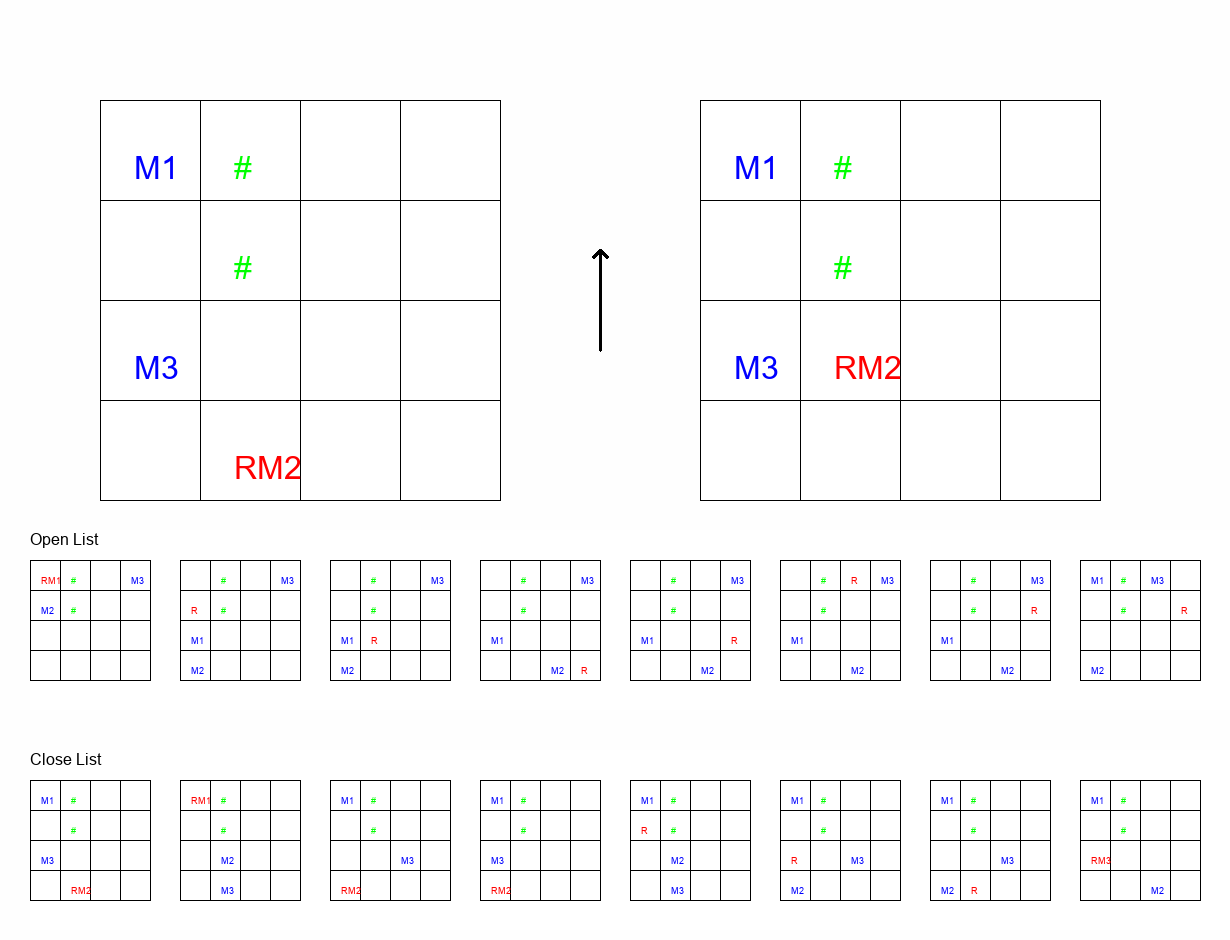 M1 # M1 #
# #
M3 M3 RM2
RM2
Open List
RM1 # M3 # M3 # M3 # M3 # M3 # R M3 # M3 M1 # M3
M2 # R # # # # # # R # R
M1 M1 R M1 M1 R M1 M1
M2 M2 M2 R M2 M2 M2 M2
Close List
M1 # RM1 # M1 # M1 # M1 # M1 # M1 # M1 #
# # # # R # # # #
M3 M2 M3 M3 M2 R M3 M3 RM3
RM2 M3 RM2 RM2 M3 M2 M2 R M2